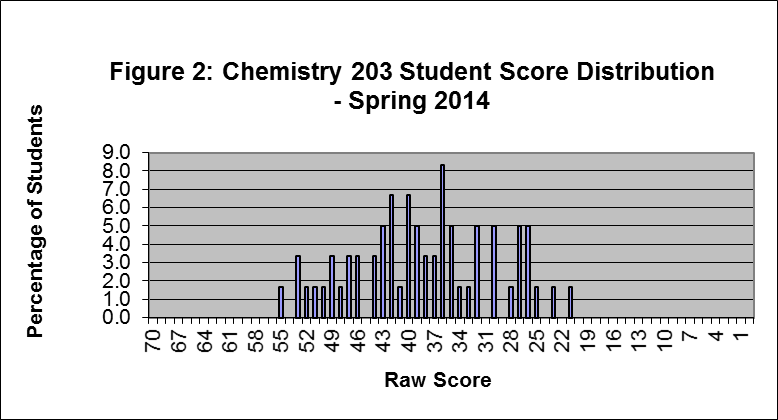 Figure 2: Chemistry 203 Student Score Distribution
- Spring 2014
Percentage of Students
9.0
8.0
7.0
6.0
5.0
4.0
3.0
2.0
1.0
0.0
70 67 64 61 58 55 52 49 46 43 40 37 34 31 28 25 22 19 16 13 10 7 4 1
Raw Score